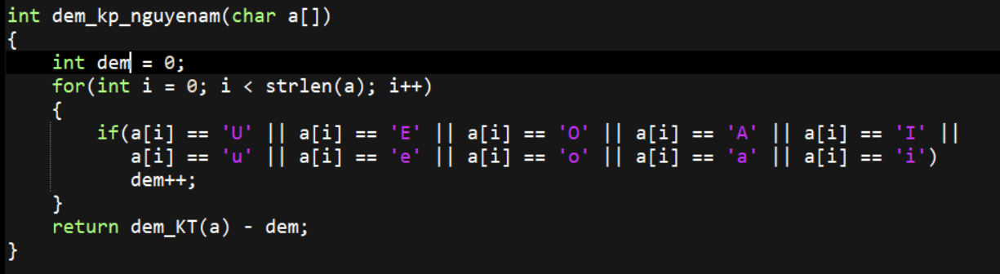 int dem_kp_nguyenam(char a[])
{
    int dem = 0;
    for(int i = 0; i < strlen(a); i++)
    {
        if(a[i] == 'U' || a[i] == 'E' || a[i] == 'O' || a[i] == 'A' || a[i] == 'I' ||
           a[i] == 'u' || a[i] == 'e' || a[i] == 'o' || a[i] == 'a' || a[i] == 'i')
           dem++;
    }
    return dem_KT(a) - dem;
}